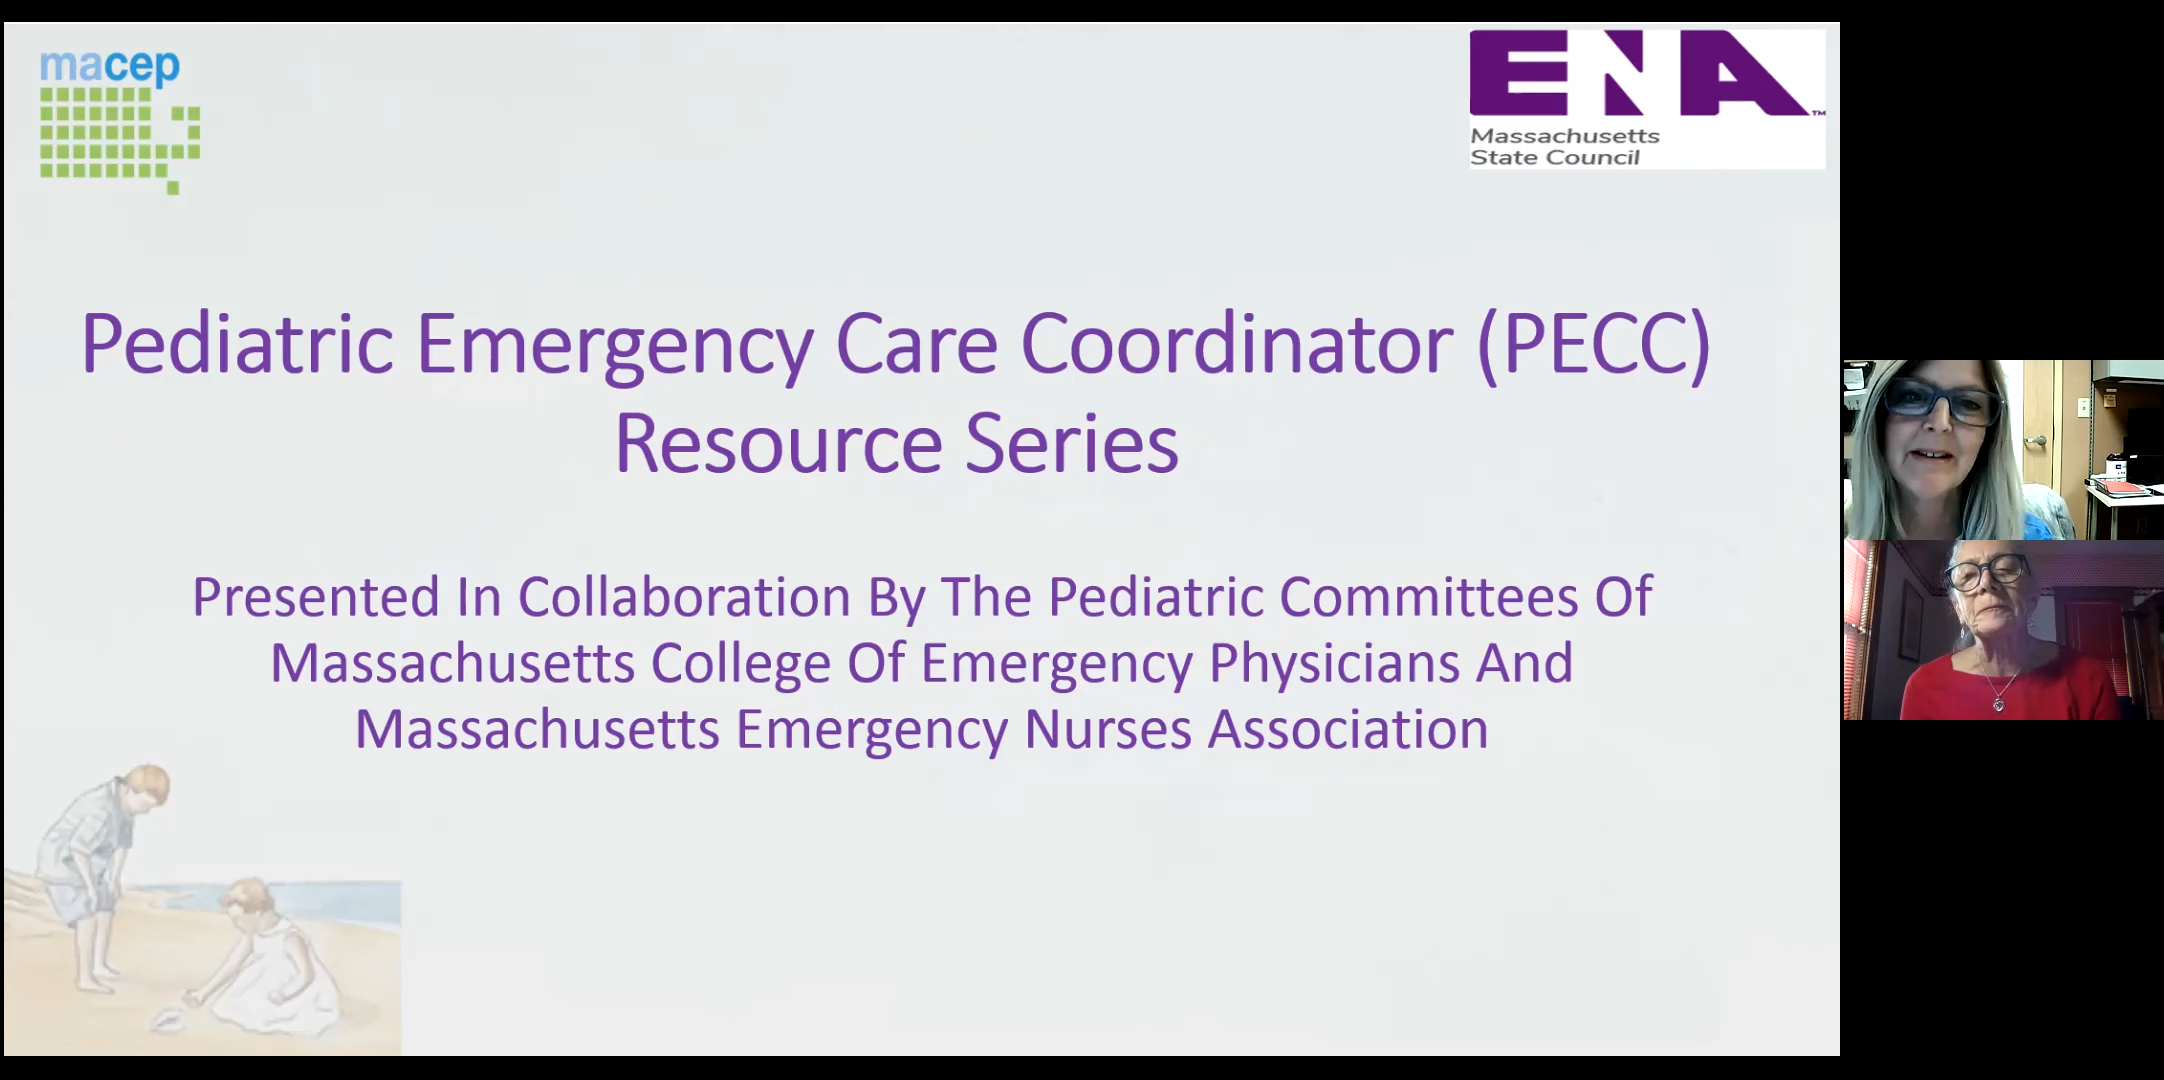 macep
ENA
TM
Massachusetts
State Council
Pediatric Emergency Care Coordinator (PECC)
Resource Series
Presented In Collaboration By The Pediatric Committees Of
Massachusetts College Of Emergency Physicians And
Massachusetts Emergency Nurses Association